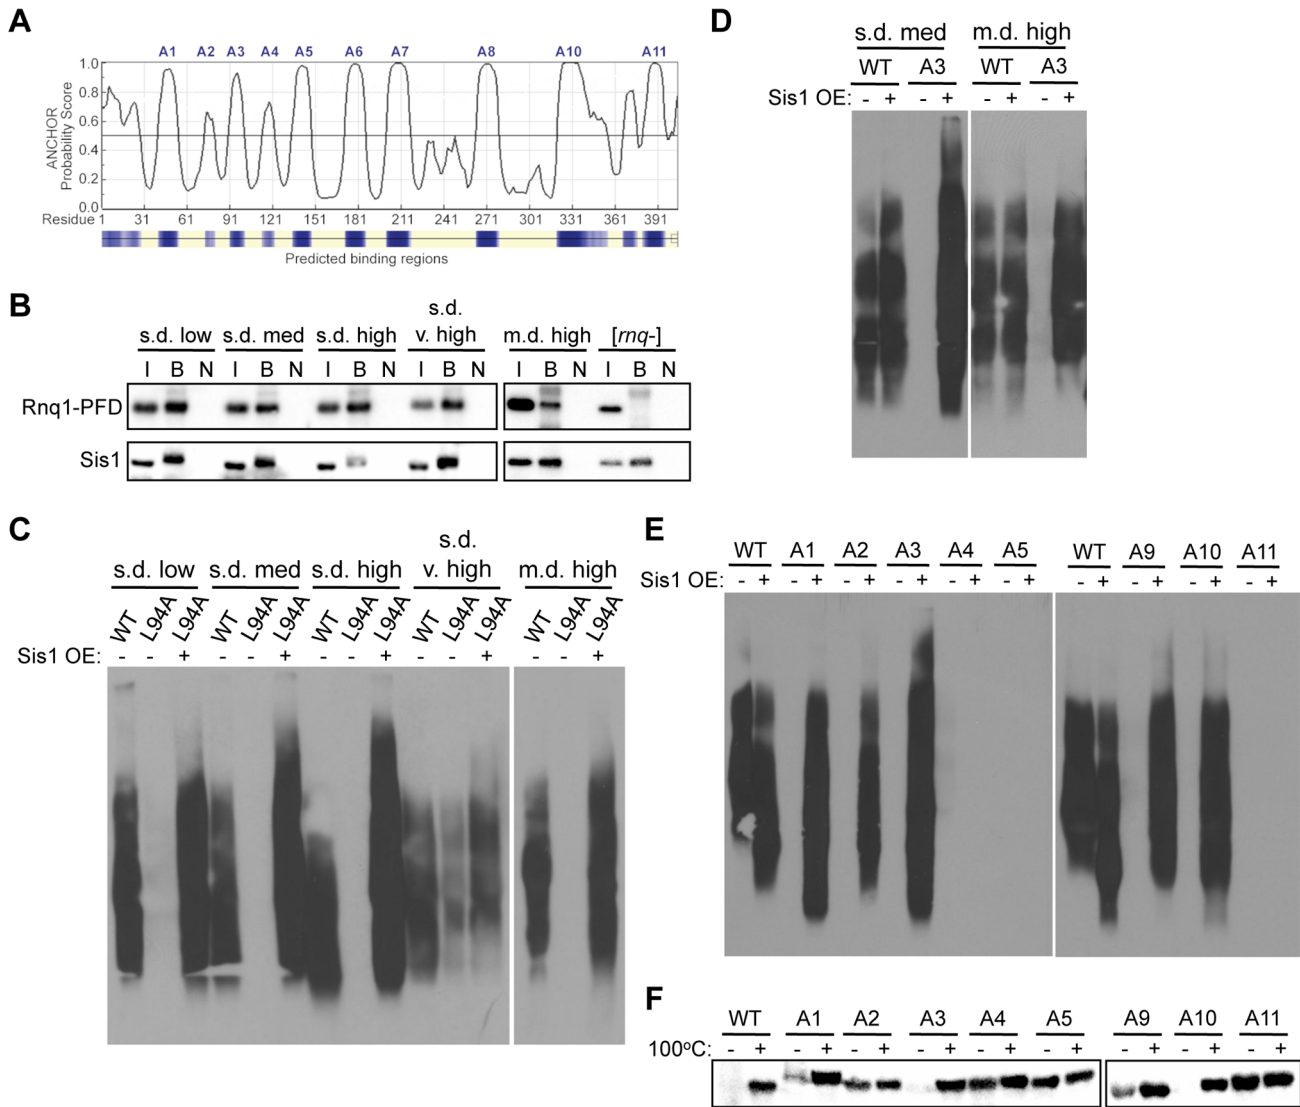 A
A1 A2 A3 A4 A5 A6 A7 A8 A10 A11
ANCHOR
Probability Score
1.0
0.8
0.6
0.4
0.2
0.0
Residue 1 31 61 91 121 151 181 211 241 271 301 331 361 391
Predicted binding regions
B
s.d. low s.d. med s.d. high s.d. v. high m.d. high [rnq-]
I B N I B N I B N I B N I B N I B N
Rnq1-PFD
Sis1
C
s.d. low s.d. med s.d. high s.d. v. high m.d. high
WT L94A L94A WT L94A L94A WT L94A L94A WT L94A L94A WT L94A L94A
Sis1 OE: - - + - - + - - + - - + - - +
D
s.d. med m.d. high
WT A3 WT A3
Sis1 OE: - + - + - + - +
E
WT A1 A2 A3 A4 A5 WT A9 A10 A11
Sis1 OE: - + - + - + - + - + - + - + - + - + - +
F
WT A1 A2 A3 A4 A5 A9 A10 A11
100°C: - + - + - + - + - + - + - + - + - +